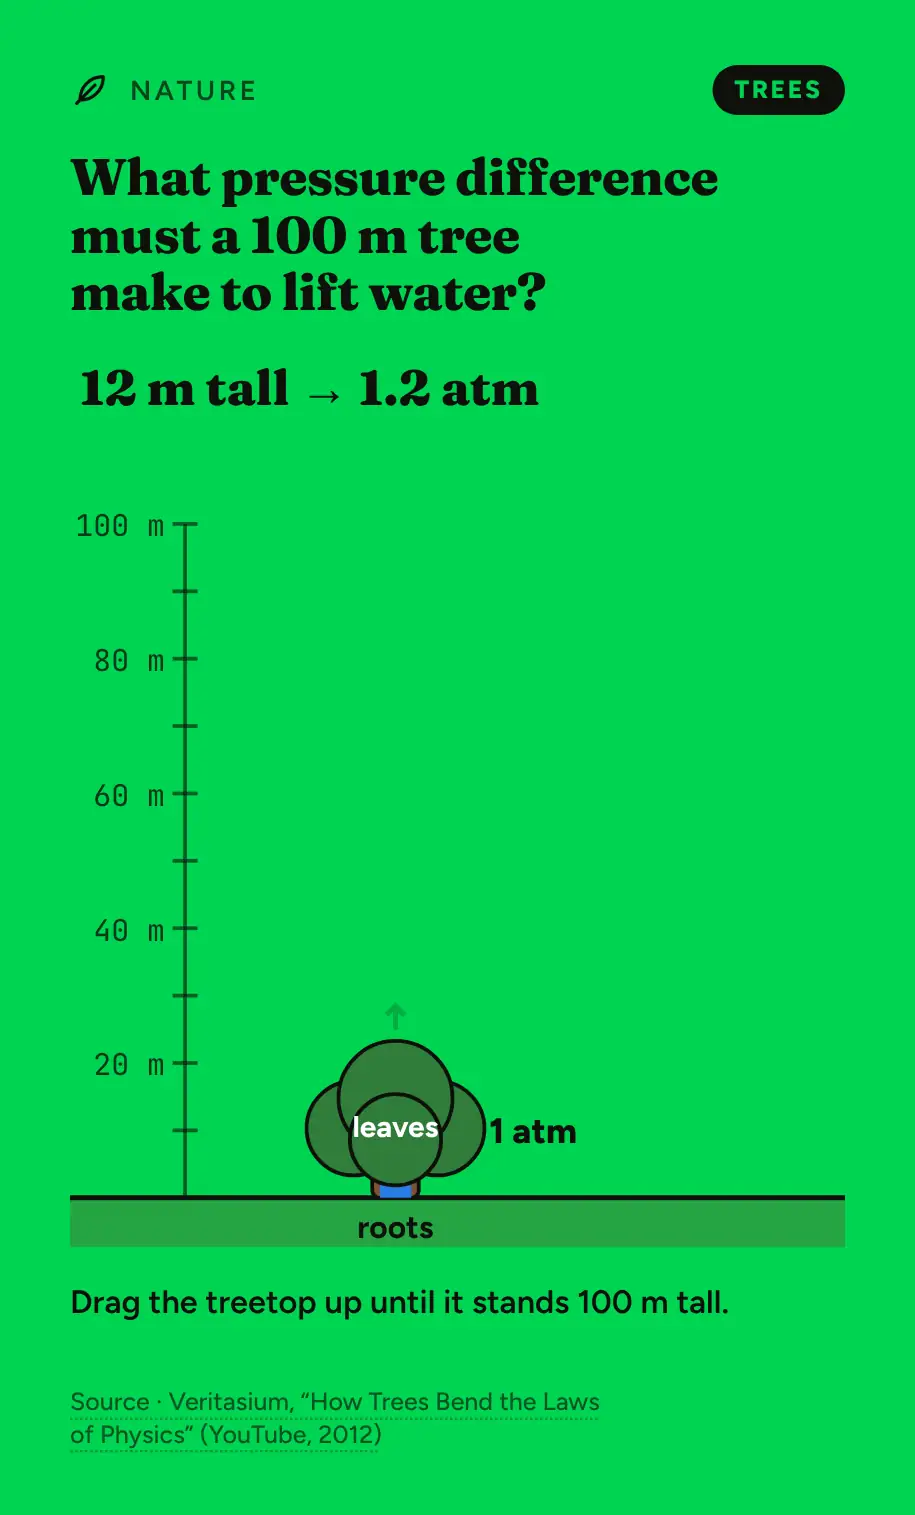 NATURE
TREES
What pressure difference
must a 100 m tree
make to lift water?
12 m tall → 1.2 atm
100 m
80 m
60 m
40 m
20 m
leaves
1 atm
roots
Drag the treetop up until it stands 100 m tall.
Source · Veritasium, “How Trees Bend the Laws
of Physics” (YouTube, 2012)